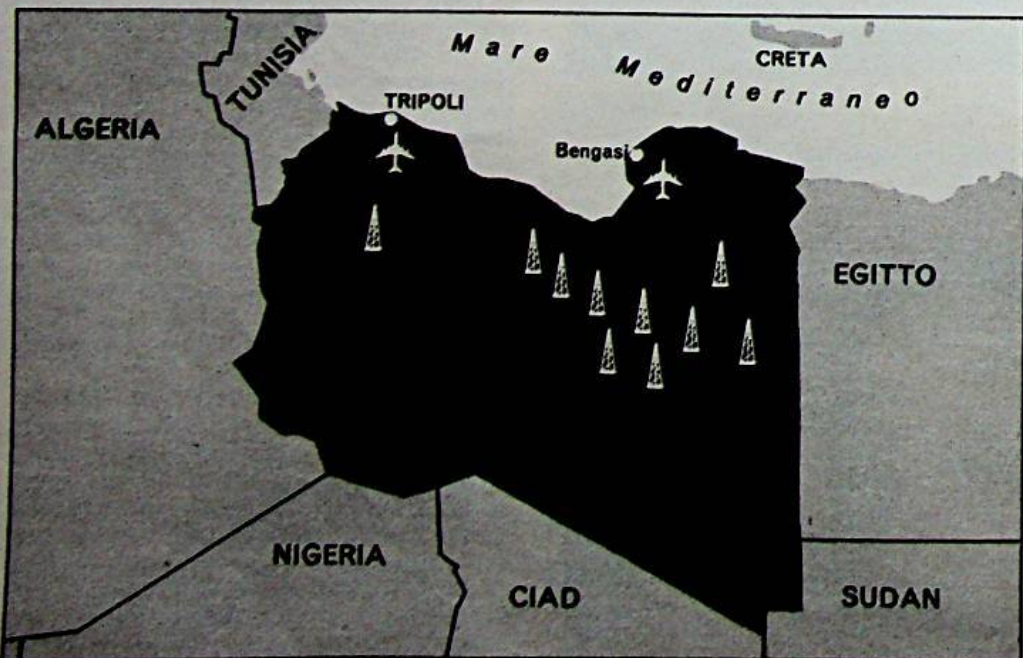 Mare Mediterraneo
CRETA
TUNISIA
TRIPOLI
ALGERIA
Bengasi
EGITTO
NIGERIA
CIAD
SUDAN